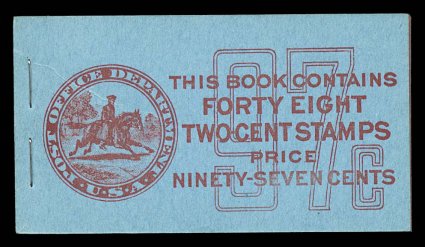 POST OFFICE DEPARTMENT
U.S.A.
97c
THIS BOOK CONTAINS
FORTY EIGHT
TWO-CENT STAMPS
PRICE
NINETY-SEVEN CENTS